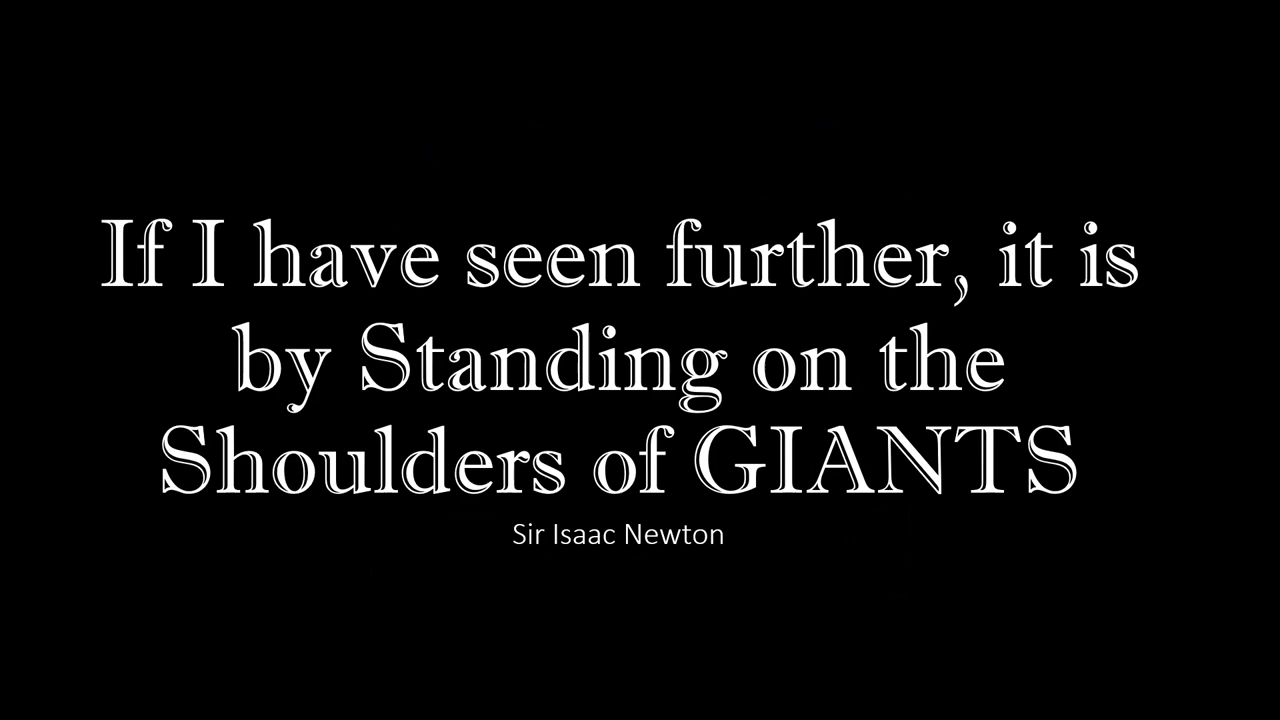 If I have seen further, it is
by Standing on the
Shoulders of GIANTS
Sir Isaac Newton